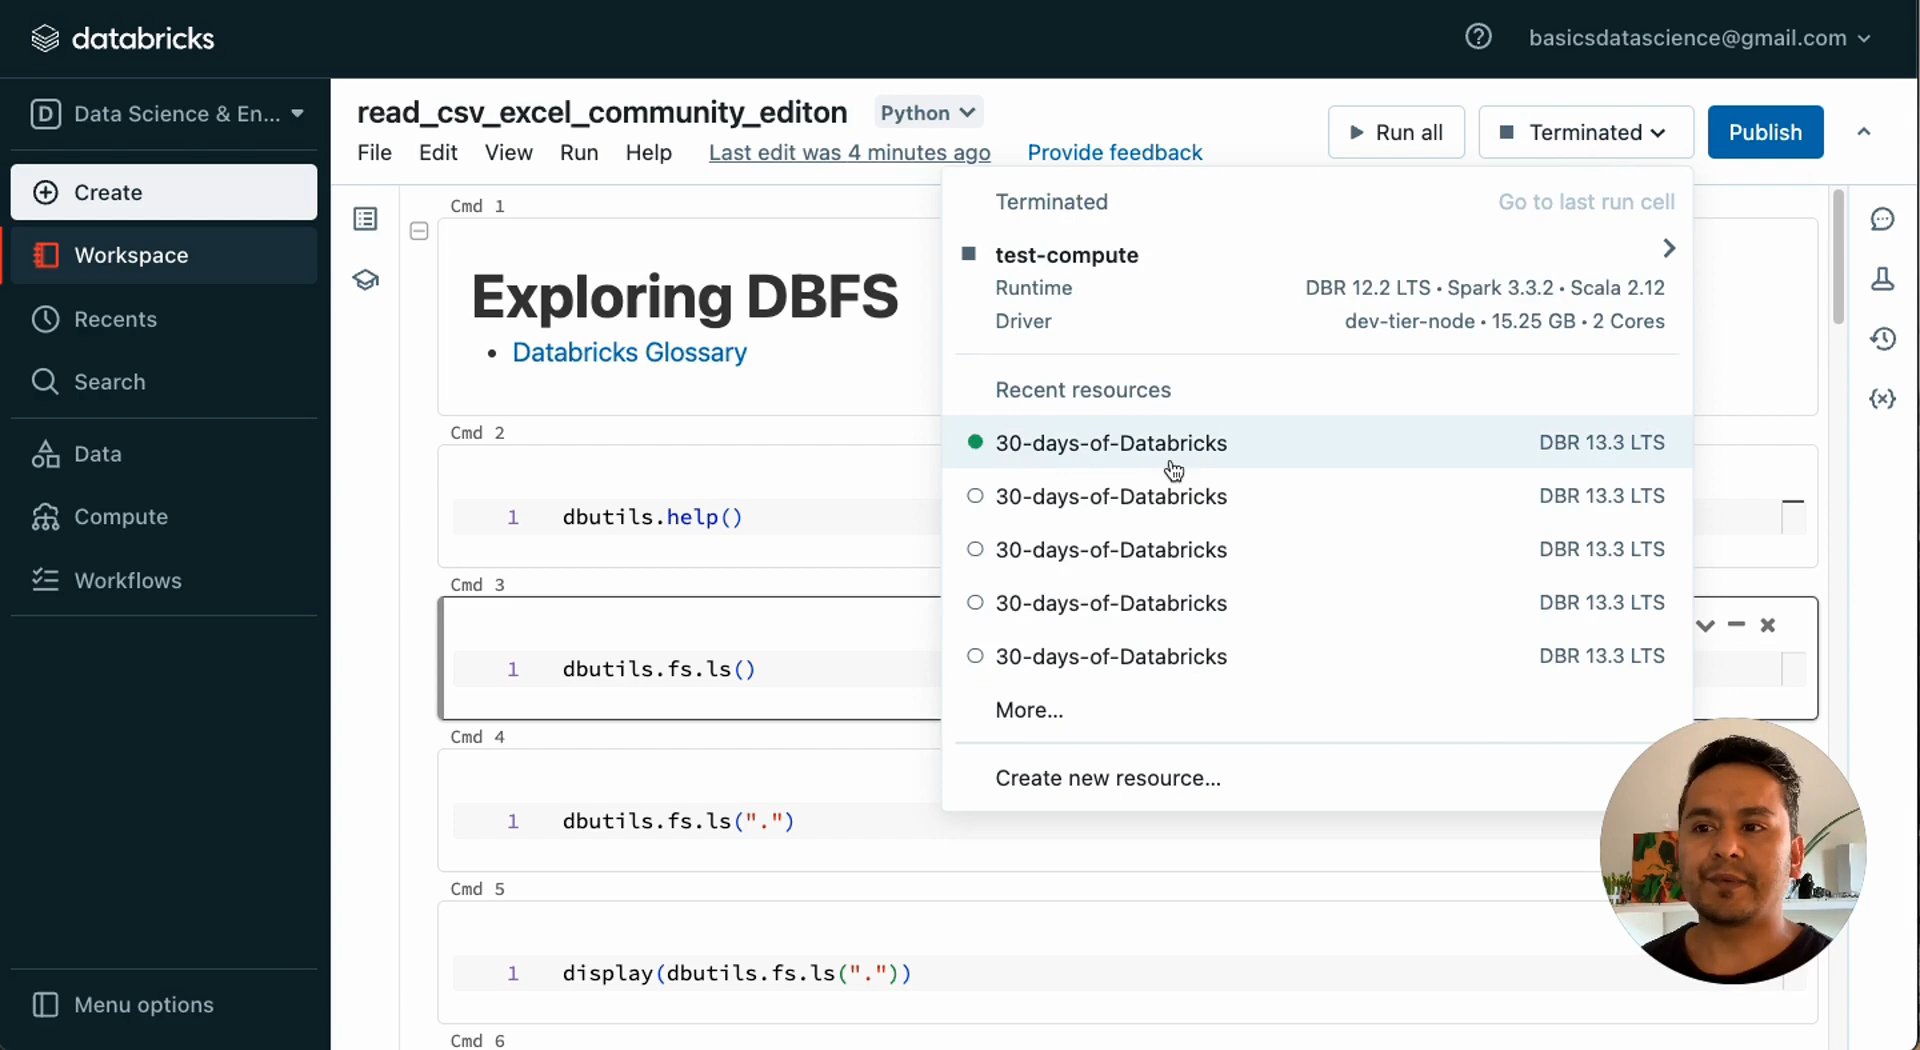 databricks
basicsdatascience@gmail.com
D Data Science & En...
Create
Workspace
Recents
Search
Data
Compute
Workflows
Menu options
read_csv_excel_community_editon Python
File Edit View Run Help Last edit was 4 minutes ago Provide feedback
Run all Terminated Publish
Cmd 1
Exploring DBFS
• Databricks Glossary
Cmd 2
1 dbutils.help()
Cmd 3
1 dbutils.fs.ls()
Cmd 4
1 dbutils.fs.ls(".")
Cmd 5
1 display(dbutils.fs.ls("."))
Cmd 6
Terminated Go to last run cell
test-compute
Runtime DBR 12.2 LTS • Spark 3.3.2 • Scala 2.12
Driver dev-tier-node • 15.25 GB • 2 Cores
Recent resources
30-days-of-Databricks DBR 13.3 LTS
30-days-of-Databricks DBR 13.3 LTS
30-days-of-Databricks DBR 13.3 LTS
30-days-of-Databricks DBR 13.3 LTS
30-days-of-Databricks DBR 13.3 LTS
More...
Create new resource...